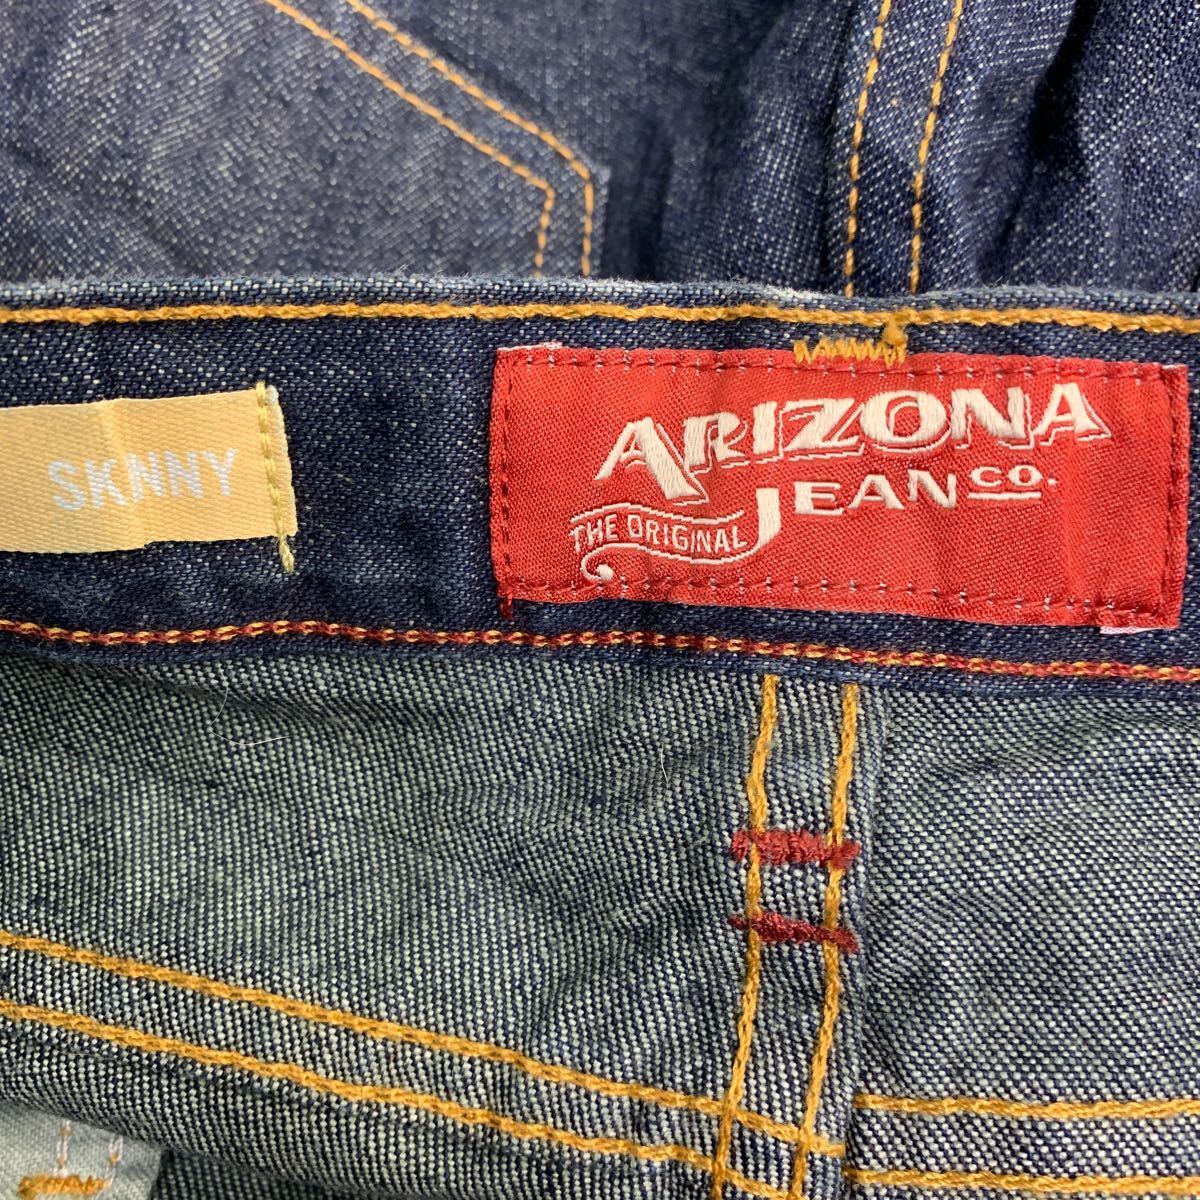 SKNNY
ARIZONA
JEAN CO.
THE ORIGINAL